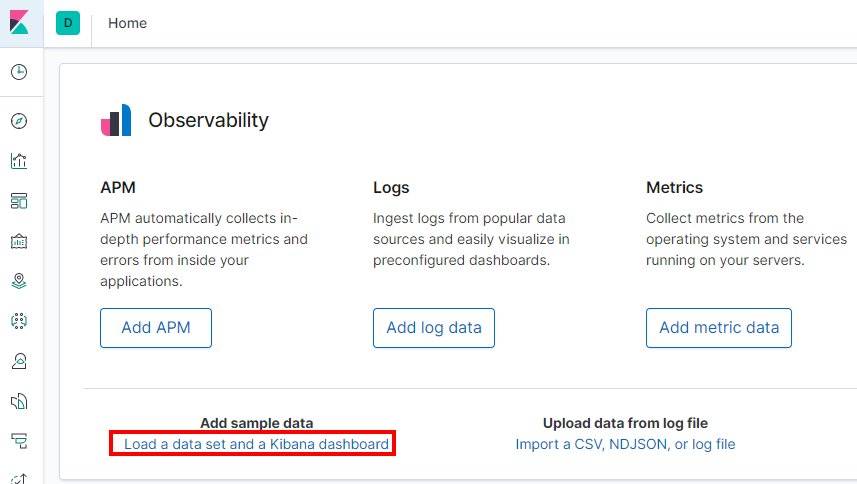 D Home
Observability
APM
APM automatically collects in-
depth performance metrics and
errors from inside your
applications.
Add APM
Logs
Ingest logs from popular data
sources and easily visualize in
preconfigured dashboards.
Add log data
Metrics
Collect metrics from the
operating system and services
running on your servers.
Add metric data
Add sample data
Load a data set and a Kibana dashboard
Upload data from log file
Import a CSV, NDJSON, or log file